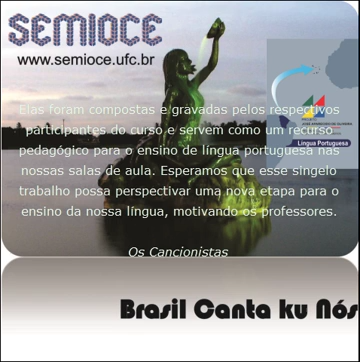 SEMIOCE
www.semioce.ufc.br
Língua Portuguesa
Elas foram compostas e gravadas pelos respectivos
participantes do curso e servem como um recurso
pedagógico para o ensino de língua portuguesa nas
nossas salas de aula. Esperamos que esse singelo
trabalho possa perspectivar uma nova etapa para o
ensino da nossa língua, motivando os professores.
Os Cancionistas
Brasil Canta ku Nós